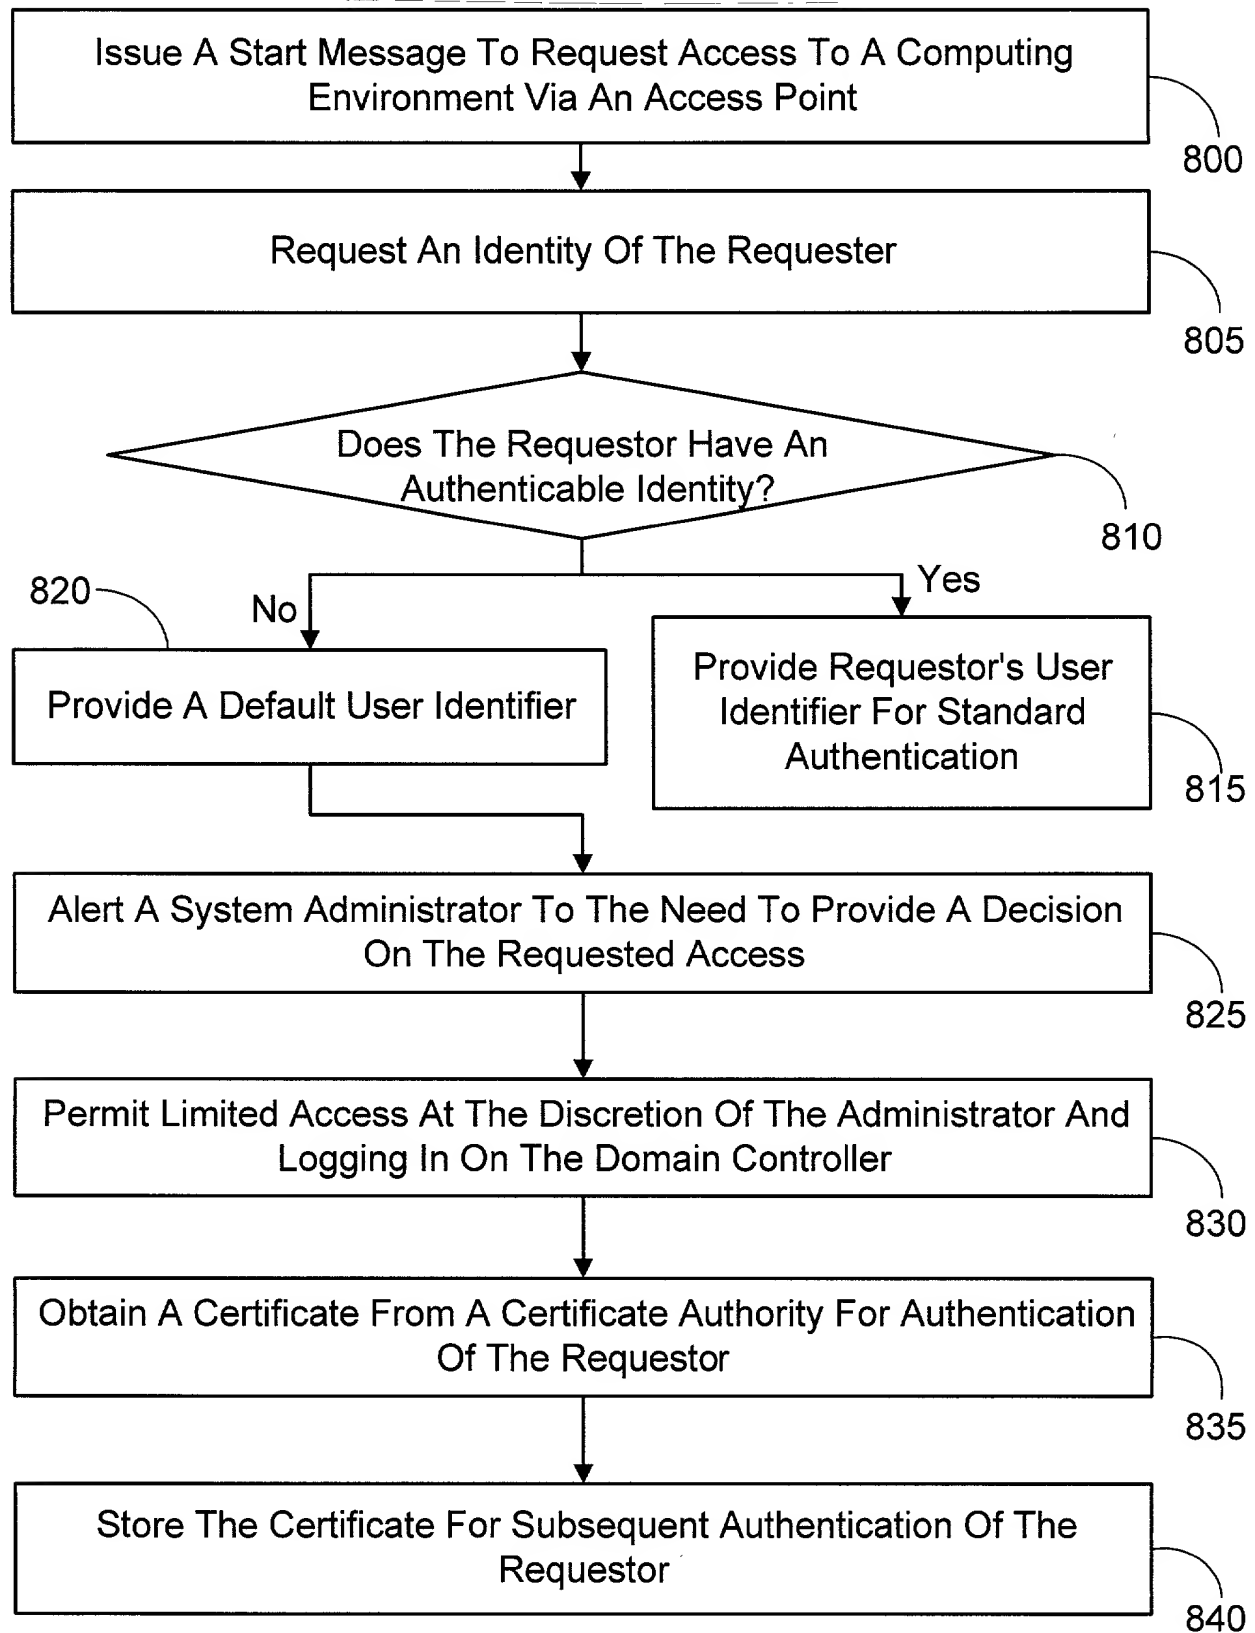 Issue A Start Message To Request Access To A Computing
Environment Via An Access Point
800
Request An Identity Of The Requester
805
Does The Requestor Have An
Authenticable Identity?
810
820
No
Yes
Provide A Default User Identifier
Provide Requestor's User
Identifier For Standard
Authentication
815
Alert A System Administrator To The Need To Provide A Decision
On The Requested Access
825
Permit Limited Access At The Discretion Of The Administrator And
Logging In On The Domain Controller
830
Obtain A Certificate From A Certificate Authority For Authentication
Of The Requestor
835
Store The Certificate For Subsequent Authentication Of The
Requestor
840